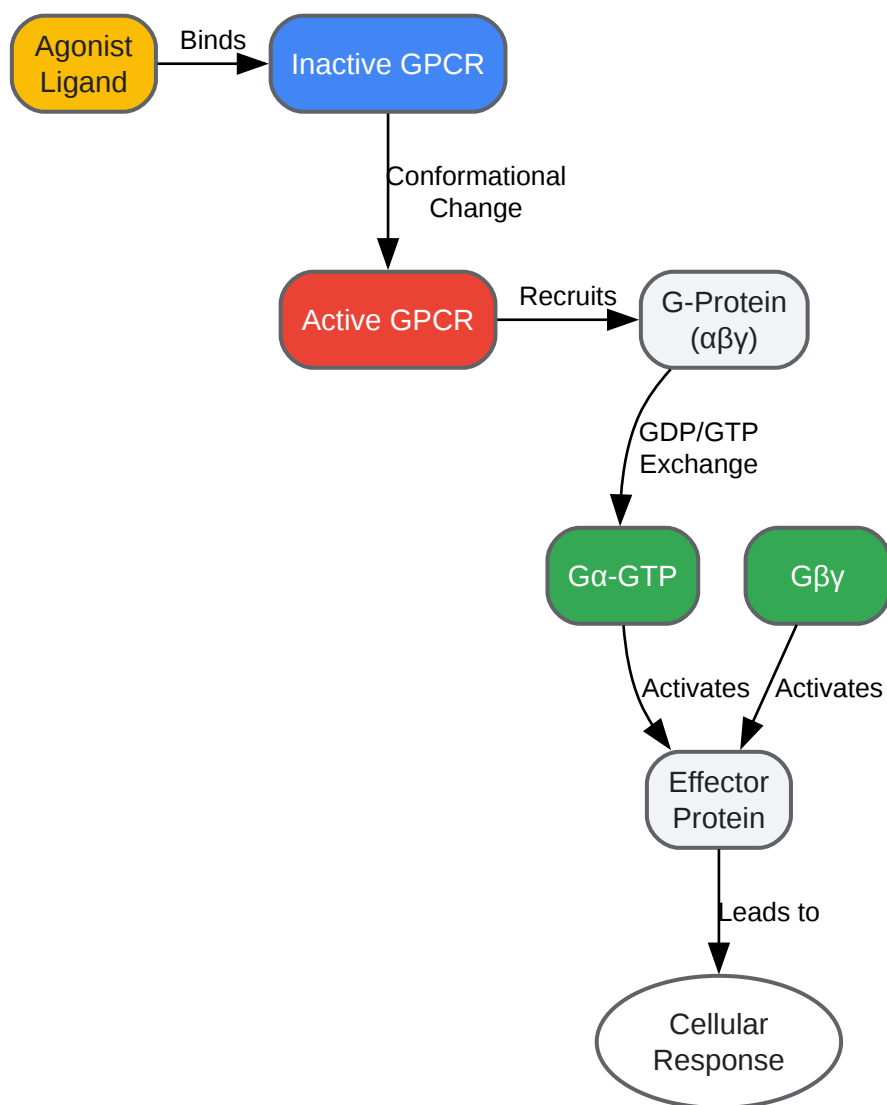 Agonist
Ligand
Binds
Inactive GPCR
Conformational
Change
Active GPCR
Recruits
G-Protein
(αβγ)
GDP/GTP
Exchange
Gα-GTP
Gβγ
Activates
Activates
Effector
Protein
Leads to
Cellular
Response